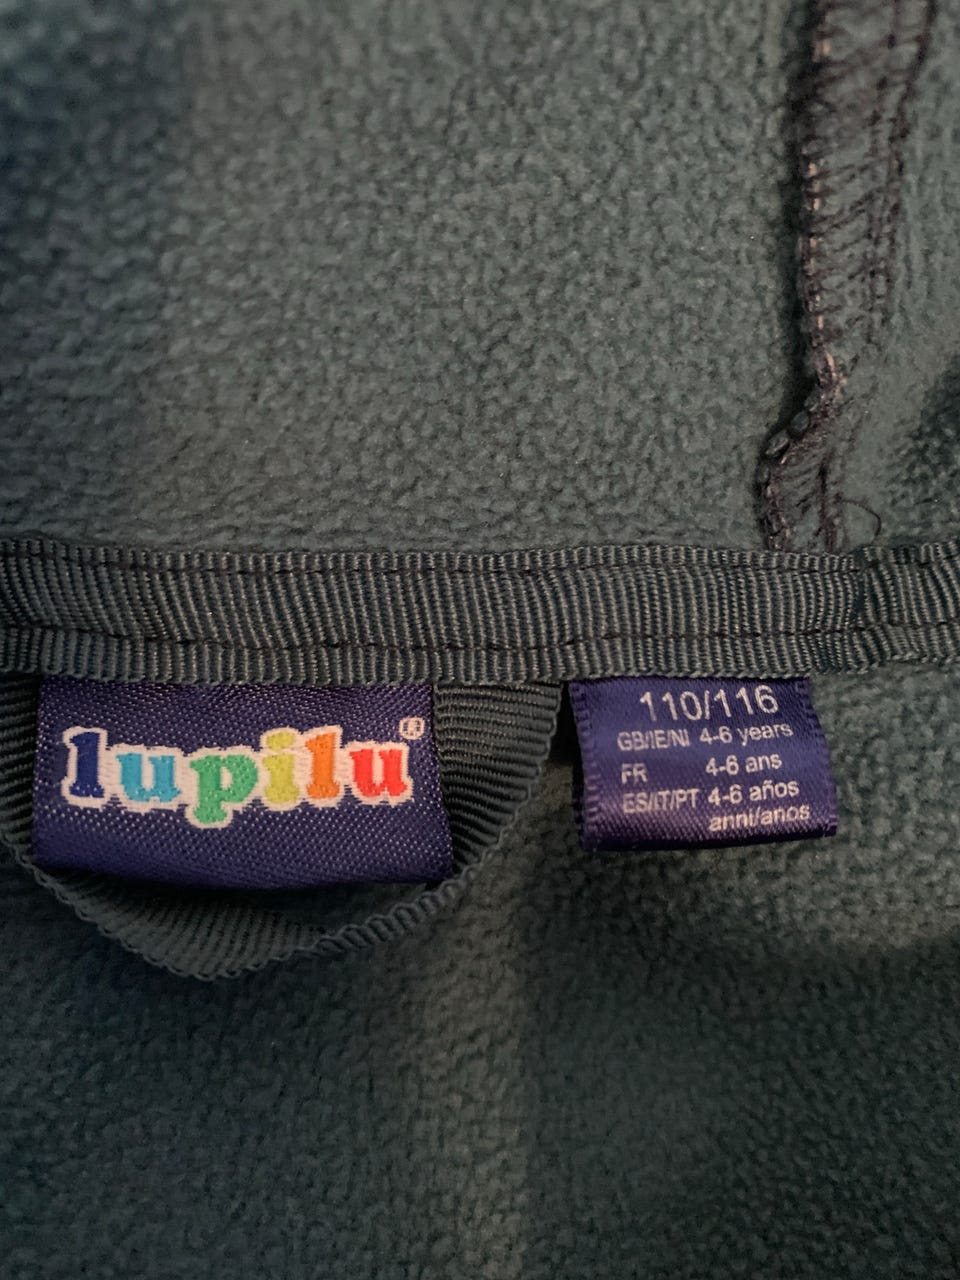 lupilu®
110/116
GB/IE/NI 4-6 years
FR 4-6 ans
ES/IT/PT 4-6 años
anni/anos